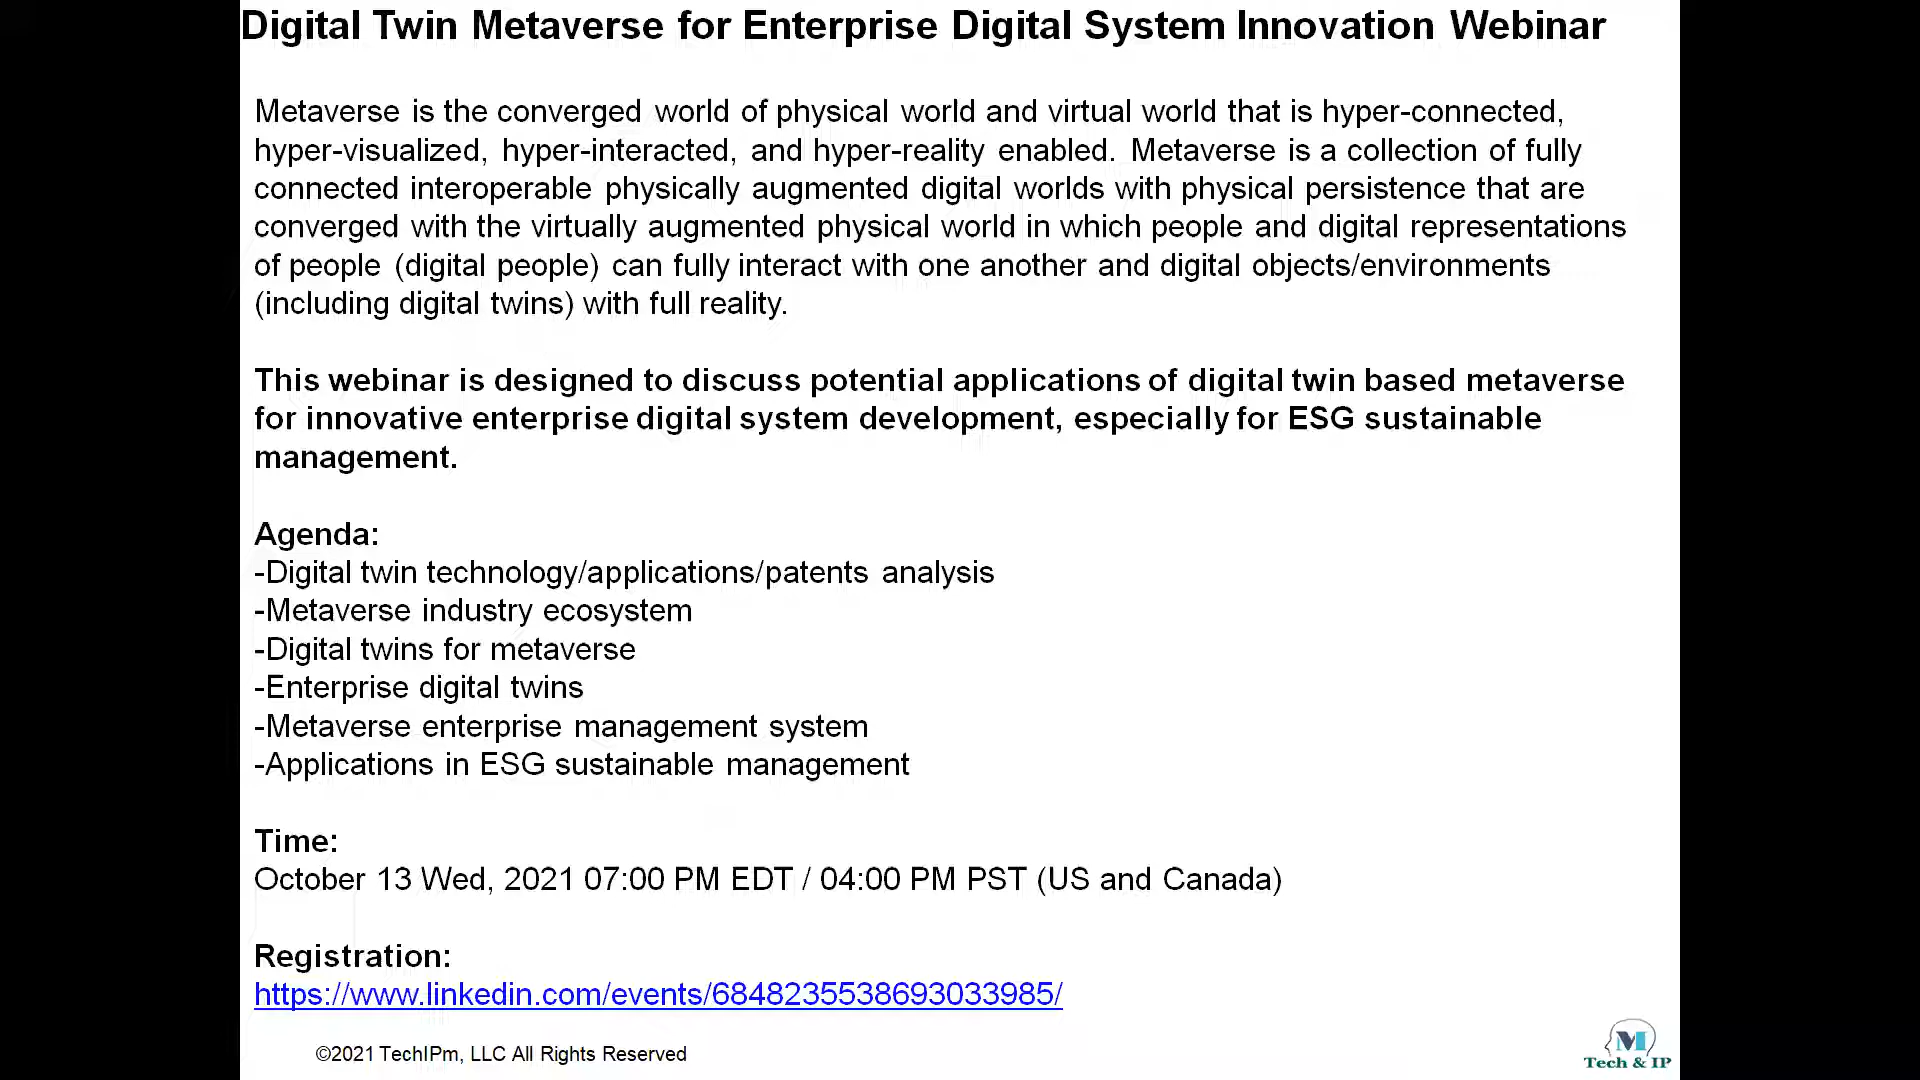 Digital Twin Metaverse for Enterprise Digital System Innovation Webinar
Metaverse is the converged world of physical world and virtual world that is hyper-connected,
hyper-visualized, hyper-interacted, and hyper-reality enabled. Metaverse is a collection of fully
connected interoperable physically augmented digital worlds with physical persistence that are
converged with the virtually augmented physical world in which people and digital representations
of people (digital people) can fully interact with one another and digital objects/environments
(including digital twins) with full reality.
This webinar is designed to discuss potential applications of digital twin based metaverse
for innovative enterprise digital system development, especially for ESG sustainable
management.
Agenda:
-Digital twin technology/applications/patents analysis
-Metaverse industry ecosystem
-Digital twins for metaverse
-Enterprise digital twins
-Metaverse enterprise management system
-Applications in ESG sustainable management
Time:
October 13 Wed, 2021 07:00 PM EDT / 04:00 PM PST (US and Canada)
Registration:
https://www.linkedin.com/events/6848235538693033985/
©2021 TechIPm, LLC All Rights Reserved
M
Tech & IP